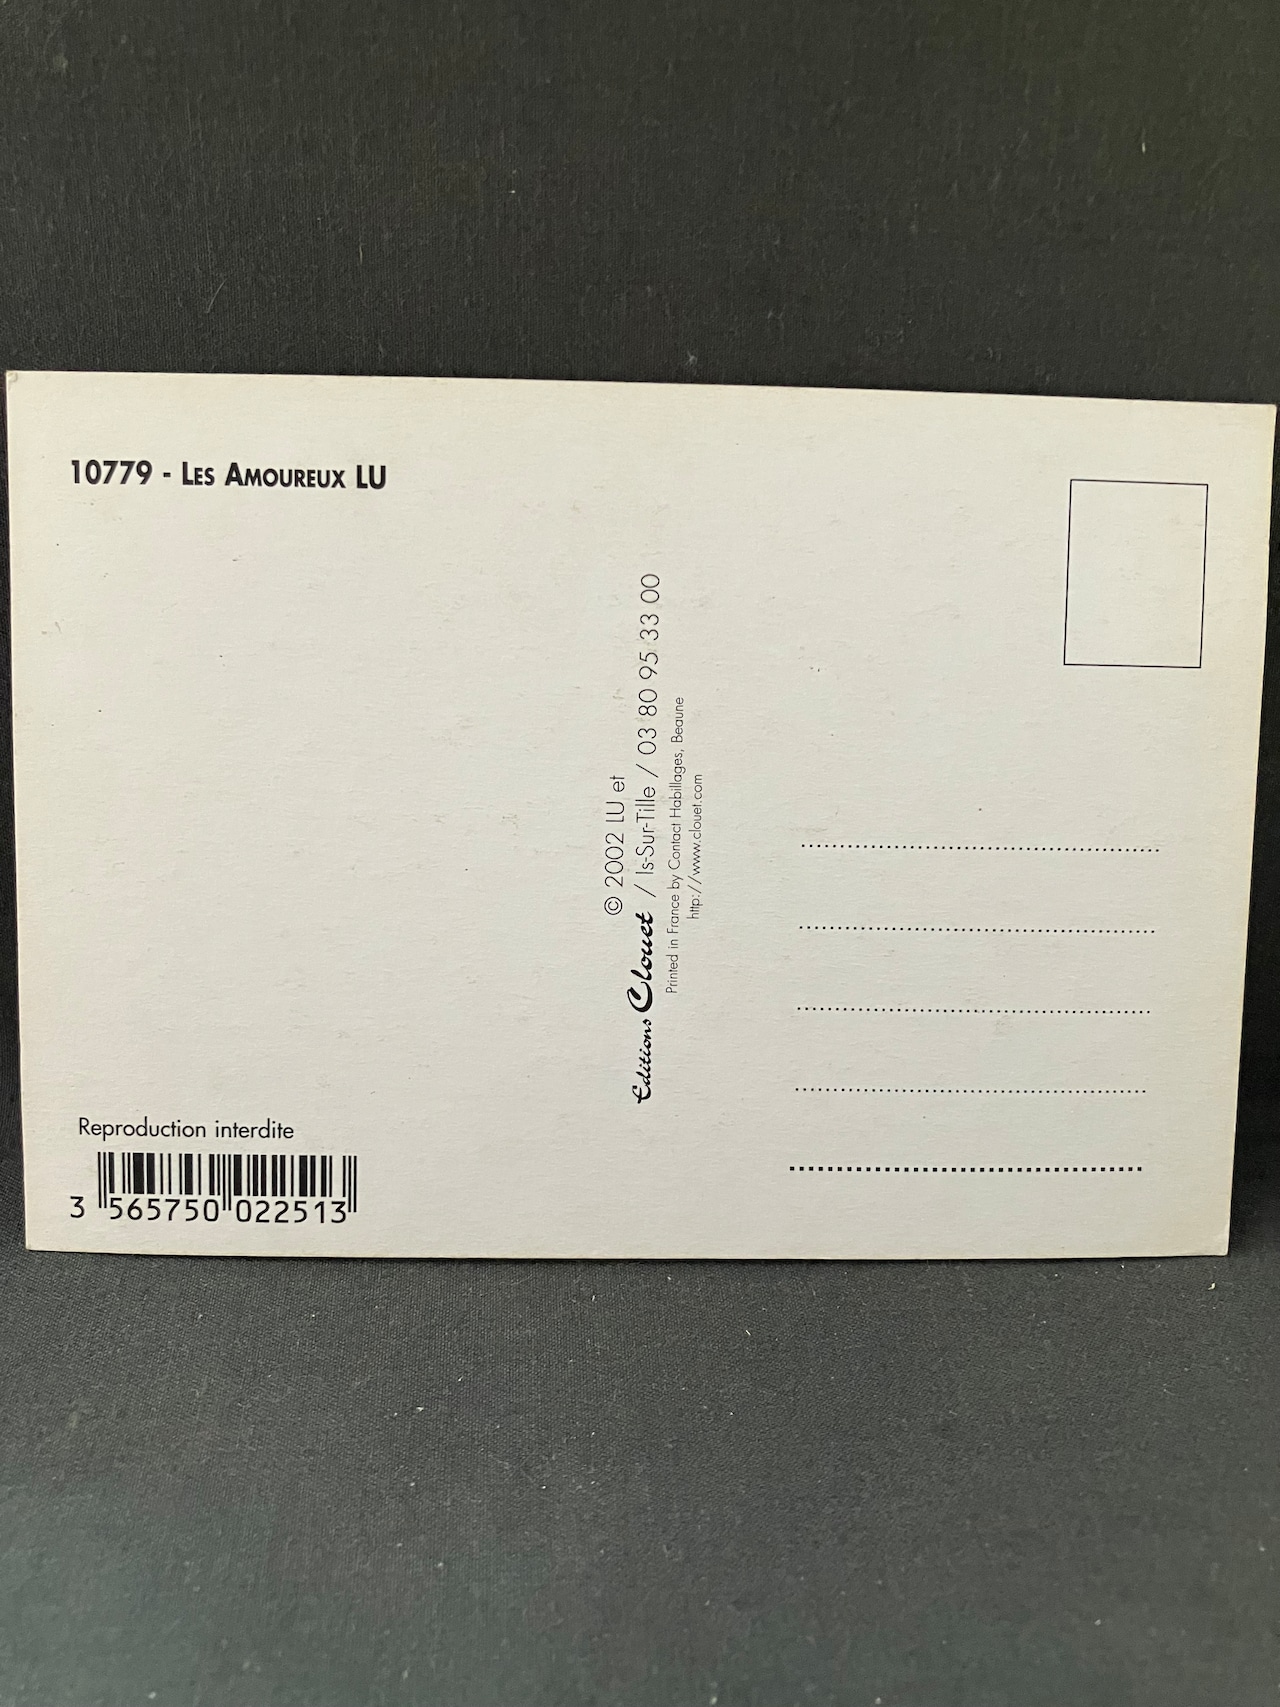 10779 - LES AMOUREUX LU
© 2002 LU et
Editions Clouet / Is-Sur-Tille / 03 80 95 33 00
Printed in France by Contact Habillages, Beaune
http://www.clouet.com
Reproduction interdite
3 565750 022513